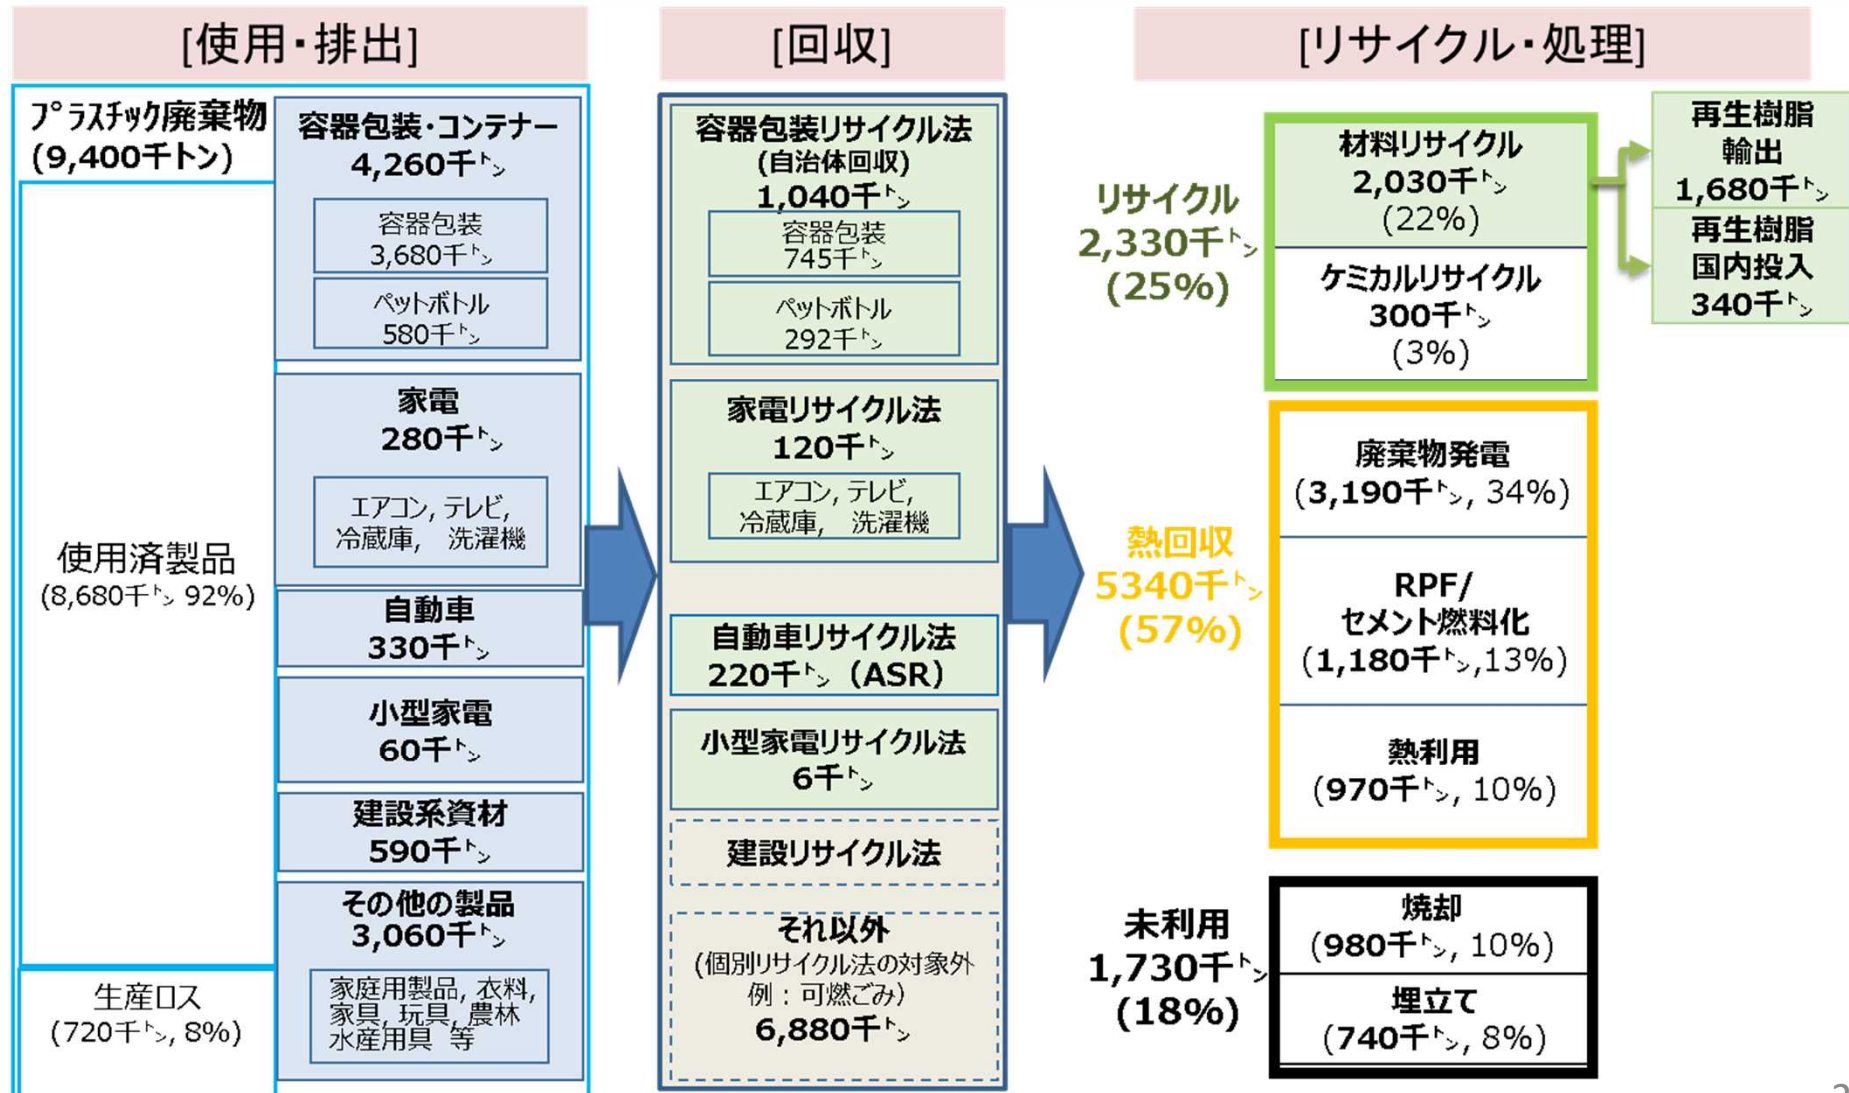 [使用・排出]
プラスチック廃棄物
(9,400千トン)
使用済製品
(8,680千トン 92%)
生産ロス
(720千トン, 8%)
容器包装・コンテナー
4,260千トン
容器包装
3,680千トン
ペットボトル
580千トン
家電
280千トン
エアコン, テレビ,
冷蔵庫, 洗濯機
自動車
330千トン
小型家電
60千トン
建設系資材
590千トン
その他の製品
3,060千トン
家庭用製品, 衣料,
家具, 玩具, 農林
水産用具 等
[回収]
容器包装リサイクル法
(自治体回収)
1,040千トン
容器包装
745千トン
ペットボトル
292千トン
家電リサイクル法
120千トン
エアコン, テレビ,
冷蔵庫, 洗濯機
自動車リサイクル法
220千トン (ASR)
小型家電リサイクル法
6千トン
建設リサイクル法
それ以外
(個別リサイクル法の対象外
例：可燃ごみ)
6,880千トン
[リサイクル・処理]
リサイクル
2,330千トン
(25%)
材料リサイクル
2,030千トン
(22%)
ケミカルリサイクル
300千トン
(3%)
再生樹脂
輸出
1,680千トン
再生樹脂
国内投入
340千トン
熱回収
5340千トン
(57%)
廃棄物発電
(3,190千トン, 34%)
RPF/
セメント燃料化
(1,180千トン,13%)
熱利用
(970千トン, 10%)
未利用
1,730千トン
(18%)
焼却
(980千トン, 10%)
埋立て
(740千トン, 8%)